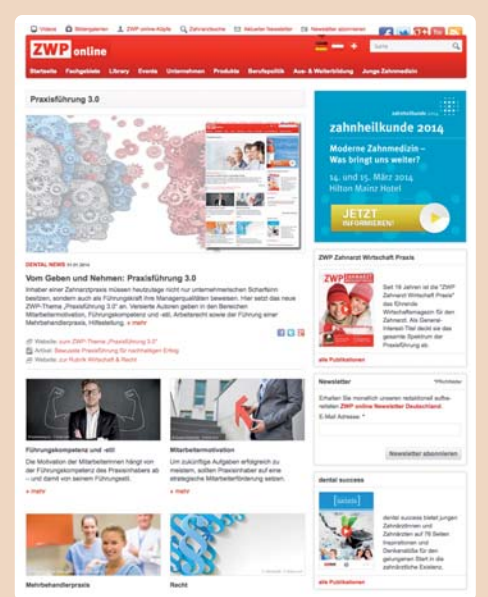 Videos Bildergalerien ZWP online-Köpfe Zahnarztsuche Aktueller Newsletter Newsletter abonnieren
ZWP online
Suche
Startseite Fachgebiete Library Events Unternehmen Produkte Berufspolitik Aus- & Weiterbildung Junge Zahnmedizin
Praxisführung 3.0
zahnheilkunde 2014
Moderne Zahnmedizin –
Was bringt uns weiter?
14. und 15. März 2014
Hilton Mainz Hotel
JETZT
INFORMIEREN!
DENTAL NEWS
Vom Geben und Nehmen: Praxisführung 3.0
Inhaber einer Zahnarztpraxis müssen heutzutage nicht nur unternehmerischen Scharfsinn
besitzen, sondern auch als Führungskraft ihre Managerqualitäten beweisen. Hier setzt das neue
ZWP-Thema „Praxisführung 3.0" an. Versierte Autoren geben in den Bereichen
Mitarbeitermotivation, Führungskompetenz und -stil, Arbeitsrecht sowie der Führung einer
Mehrbehandlerpraxis, Hilfestellung. » mehr
Website: zum ZWP-Thema „Praxisführung 3.0"
Artikel: Bewusste Praxisführung für nachhaltigen Erfolg
Website: zur Rubrik Wirtschaft & Recht
ZWP Zahnarzt Wirtschaft Praxis
Seit 18 Jahren ist die "ZWP
Zahnarzt Wirtschaft Praxis"
das führende
Wirtschaftsmagazin für den
Zahnarzt. Als General-
Interest-Titel deckt sie das
gesamte Spektrum der
Praxisführung ab.
alle Publikationen
Führungskompetenz und -stil
Die Motivation der MitarbeiterInnen hängt von
der Führungskompetenz des Praxisinhabers ab
– und damit von seinem Führungsstil.
» mehr
Mitarbeitermotivation
Um zukünftige Aufgaben erfolgreich zu
meistern, sollten Praxisinhaber auf eine
strategische Mitarbeiterförderung setzen.
» mehr
Newsletter *Pflichtfelder
Erhalten Sie monatlich unseren redaktionell aufbe-
reiteten ZWP online Newsletter Deutschland.
E-Mail Adresse: *
Newsletter abonnieren
dental success
[success]
dental success bietet jungen
Zahnärztinnen und
Zahnärzten auf 76 Seiten
Inspirationen und
Denkanstöße für den
gelungenen Start in die
zahnärztliche Existenz.
alle Publikationen
Mehrbehandlerpraxis
Recht